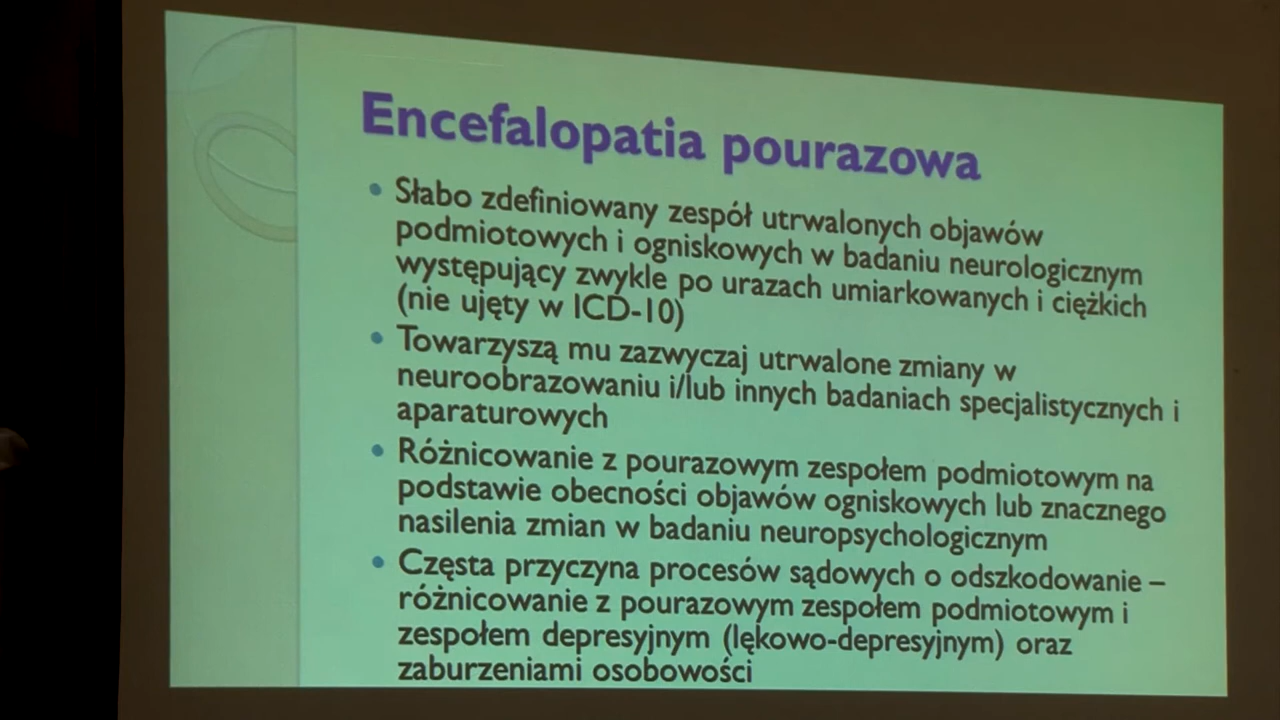 Encefalopatia pourazowa
• Słabo zdefiniowany zespół utrwalonych objawów
podmiotowych i ogniskowych w badaniu neurologicznym
występujący zwykle po urazach umiarkowanych i ciężkich
(nie ujęty w ICD-10)
• Towarzyszą mu zazwyczaj utrwalone zmiany w
neuroobrazowaniu i/lub innych badaniach specjalistycznych i
aparaturowych
• Różnicowanie z pourazowym zespołem podmiotowym na
podstawie obecności objawów ogniskowych lub znacznego
nasilenia zmian w badaniu neuropsychologicznym
• Częsta przyczyna procesów sądowych o odszkodowanie –
różnicowanie z pourazowym zespołem podmiotowym i
zespołem depresyjnym (lękowo-depresyjnym) oraz
zaburzeniami osobowości